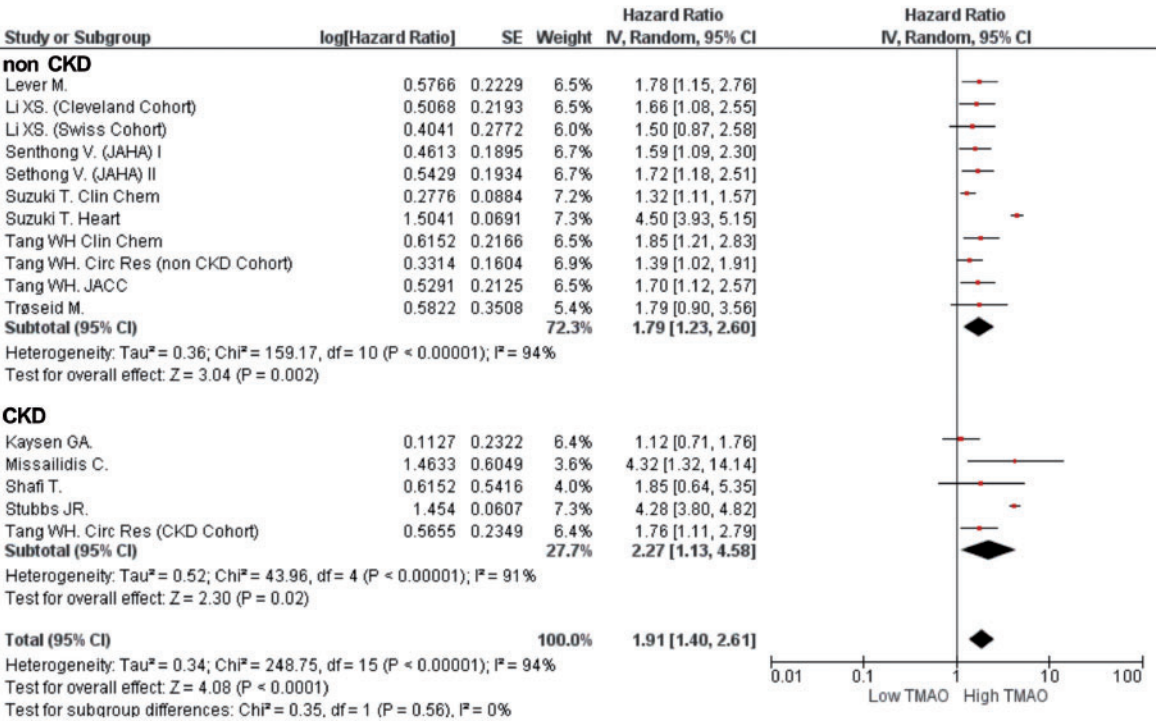 Hazard Ratio Hazard Ratio
Study or Subgroup log[Hazard Ratio] SE Weight IV, Random, 95% CI IV, Random, 95% CI
non CKD
Lever M. 0.5766 0.2229 6.5% 1.78 [1.15, 2.76]
Li XS. (Cleveland Cohort) 0.5068 0.2193 6.5% 1.66 [1.08, 2.55]
Li XS. (Swiss Cohort) 0.4041 0.2772 6.0% 1.50 [0.87, 2.58]
Senthong V. (JAHA) I 0.4613 0.1895 6.7% 1.59 [1.09, 2.30]
Sethong V. (JAHA) II 0.5429 0.1934 6.7% 1.72 [1.18, 2.51]
Suzuki T. Clin Chem 0.2776 0.0884 7.2% 1.32 [1.11, 1.57]
Suzuki T. Heart 1.5041 0.0691 7.3% 4.50 [3.93, 5.15]
Tang WH Clin Chem 0.6152 0.2166 6.5% 1.85 [1.21, 2.83]
Tang WH. Circ Res (non CKD Cohort) 0.3314 0.1604 6.9% 1.39 [1.02, 1.91]
Tang WH. JACC 0.5291 0.2125 6.5% 1.70 [1.12, 2.57]
Trøseid M. 0.5822 0.3508 5.4% 1.79 [0.90, 3.56]
Subtotal (95% CI) 72.3% 1.79 [1.23, 2.60]
Heterogeneity: Tau² = 0.36; Chi² = 159.17, df = 10 (P < 0.00001); I² = 94%
Test for overall effect: Z = 3.04 (P = 0.002)
CKD
Kaysen GA. 0.1127 0.2322 6.4% 1.12 [0.71, 1.76]
Missailidis C. 1.4633 0.6049 3.6% 4.32 [1.32, 14.14]
Shafi T. 0.6152 0.5416 4.0% 1.85 [0.64, 5.35]
Stubbs JR. 1.454 0.0607 7.3% 4.28 [3.80, 4.82]
Tang WH. Circ Res (CKD Cohort) 0.5655 0.2349 6.4% 1.76 [1.11, 2.79]
Subtotal (95% CI) 27.7% 2.27 [1.13, 4.58]
Heterogeneity: Tau² = 0.52; Chi² = 43.96, df = 4 (P < 0.00001); I² = 91%
Test for overall effect: Z = 2.30 (P = 0.02)
Total (95% CI) 100.0% 1.91 [1.40, 2.61]
Heterogeneity: Tau² = 0.34; Chi² = 248.75, df = 15 (P < 0.00001); I² = 94%
Test for overall effect: Z = 4.08 (P < 0.0001)
Test for subgroup differences: Chi² = 0.35, df = 1 (P = 0.56), I² = 0%
0.01 0.1 1 10 100
Low TMAO High TMAO